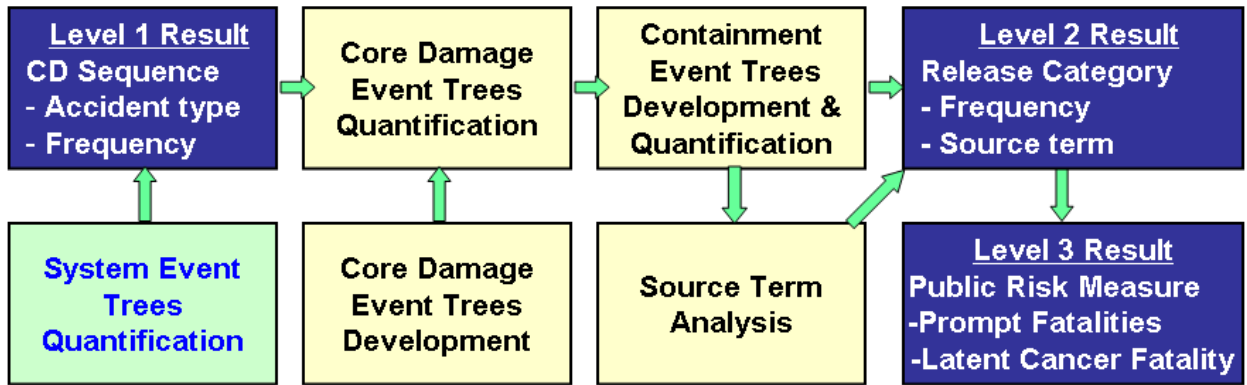 Level 1 Result
CD Sequence
- Accident type
- Frequency
Core Damage
Event Trees
Quantification
Containment
Event Trees
Development &
Quantification
Level 2 Result
Release Category
- Frequency
- Source term
System Event
Trees
Quantification
Core Damage
Event Trees
Development
Source Term
Analysis
Level 3 Result
Public Risk Measure
-Prompt Fatalities
-Latent Cancer Fatality